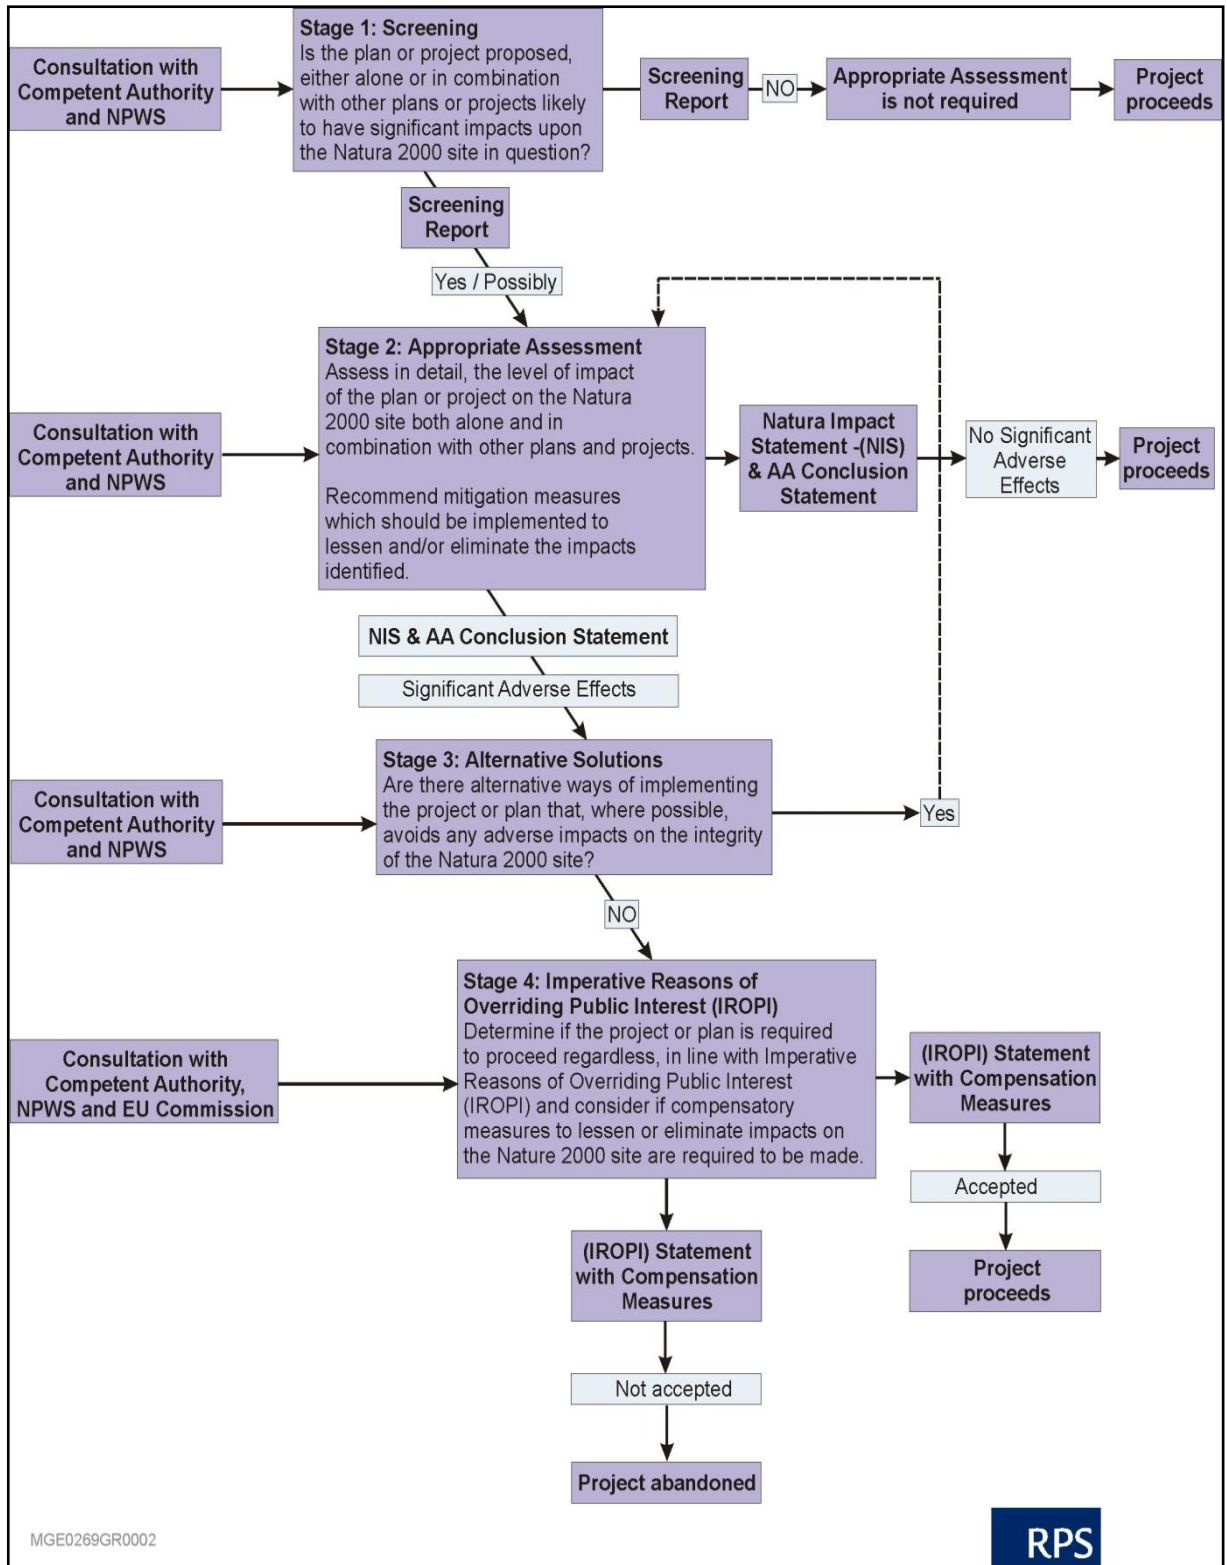 Stage 1: Screening
Is the plan or project proposed,
either alone or in combination
with other plans or projects likely
to have significant impacts upon
the Natura 2000 site in question?
Consultation with
Competent Authority
and NPWS
Screening
Report
NO
Appropriate Assessment
is not required
Project
proceeds
Screening
Report
Yes / Possibly
Stage 2: Appropriate Assessment
Assess in detail, the level of impact
of the plan or project on the Natura
2000 site both alone and in
combination with other plans and projects.
Recommend mitigation measures
which should be implemented to
lessen and/or eliminate the impacts
identified.
Consultation with
Competent Authority
and NPWS
Natura Impact
Statement -(NIS)
& AA Conclusion
Statement
No Significant
Adverse
Effects
Project
proceeds
NIS & AA Conclusion Statement
Significant Adverse Effects
Stage 3: Alternative Solutions
Are there alternative ways of implementing
the project or plan that, where possible,
avoids any adverse impacts on the integrity
of the Natura 2000 site?
Consultation with
Competent Authority
and NPWS
Yes
NO
Stage 4: Imperative Reasons of
Overriding Public Interest (IROPI)
Determine if the project or plan is required
to proceed regardless, in line with Imperative
Reasons of Overriding Public Interest
(IROPI) and consider if compensatory
measures to lessen or eliminate impacts on
the Nature 2000 site are required to be made.
Consultation with
Competent Authority,
NPWS and EU Commission
(IROPI) Statement
with Compensation
Measures
Accepted
Project
proceeds
(IROPI) Statement
with Compensation
Measures
Not accepted
Project abandoned
MGE0269GR0002
RPS